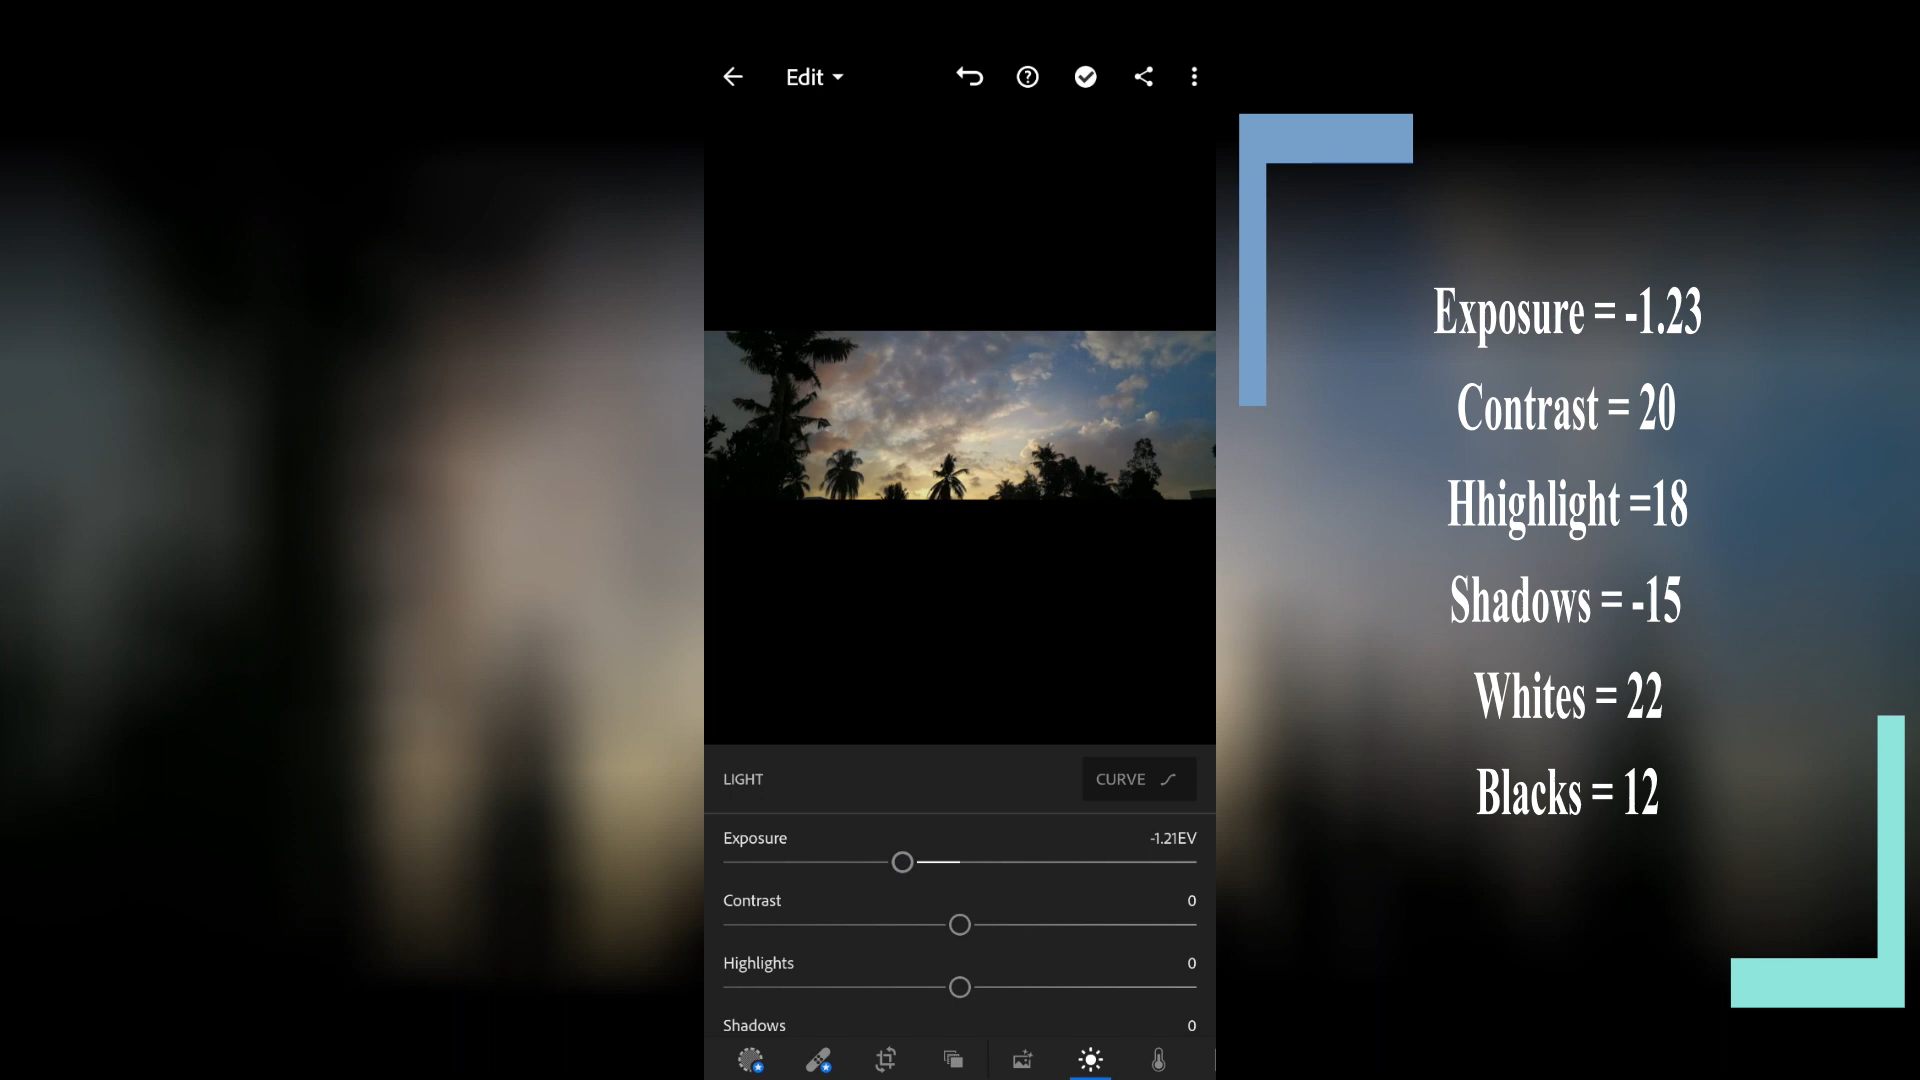 Edit
LIGHT
CURVE
Exposure
-1.21EV
Contrast
0
Highlights
0
Shadows
0
Exposure = -1.23
Contrast = 20
Hhighlight =18
Shadows = -15
Whites = 22
Blacks = 12